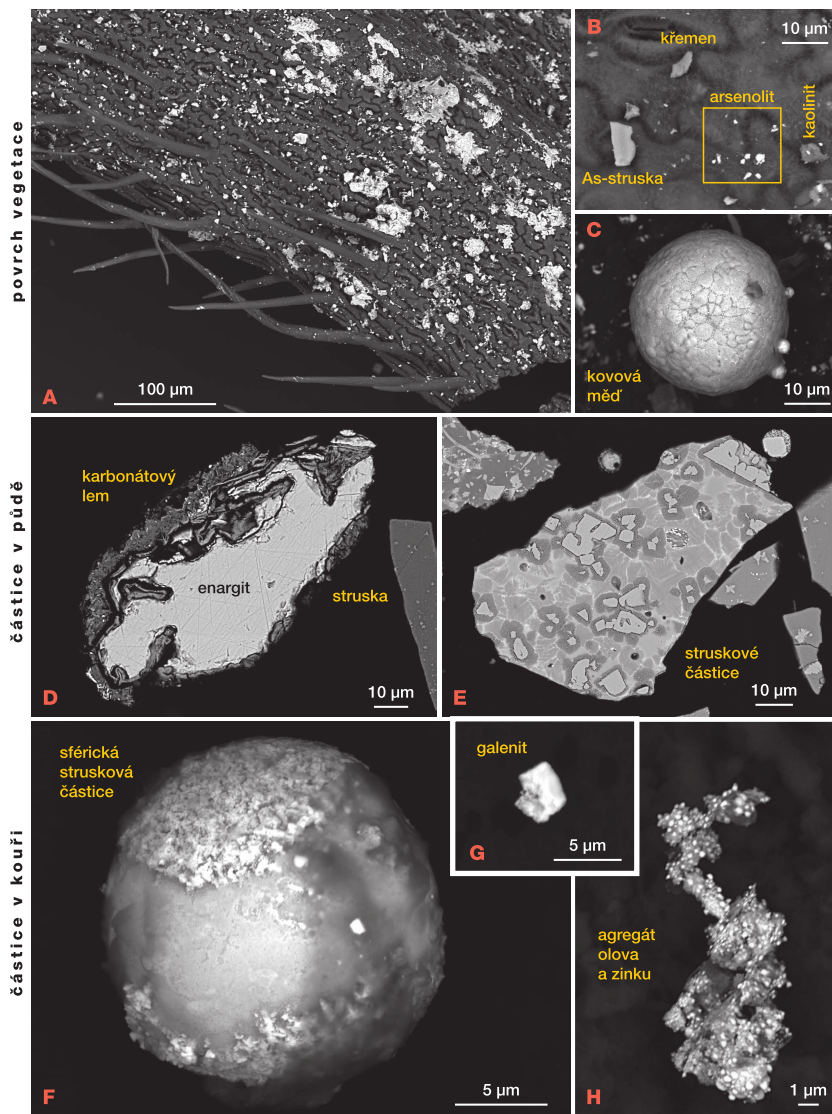 povrch vegetace
A
100 µm
B
křemen
10 µm
arsenolit
kaolinit
As-struska
C
kovová
měď
10 µm
částice v půdě
karbonátový
lem
enargit
struska
D
10 µm
E
struskové
částice
10 µm
částice v kouři
sférická
strusková
částice
F
5 µm
galenit
G
5 µm
agregát
olova
a zinku
H
1 µm